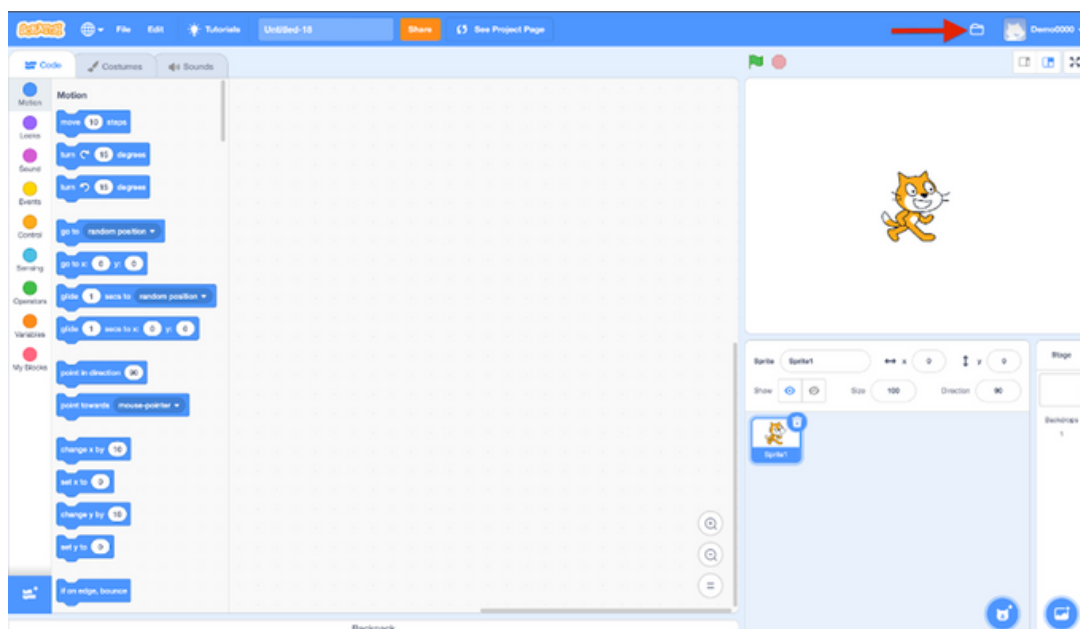 SCRATCH File Edit Tutorials Untitled-18 Share See Project Page Demo0000
Code Costumes Sounds
Motion
Looks
Sound
Events
Control
Sensing
Operators
Variables
My Blocks
Motion
move 10 steps
turn 15 degrees
turn 15 degrees
go to random position
go to x: 0 y: 0
glide 1 secs to random position
glide 1 secs to x: 0 y: 0
point in direction 90
point towards mouse-pointer
change x by 10
set x to 0
change y by 10
set y to 0
if on edge, bounce
Backpack
Sprite Sprite1 x 0 y 0
Show Size 100 Direction 90
Sprite1
Stage
Backdrops
1